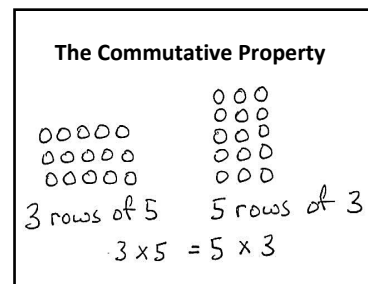 The Commutative Property
3 rows of 5
5 rows of 3
3 × 5 = 5 × 3